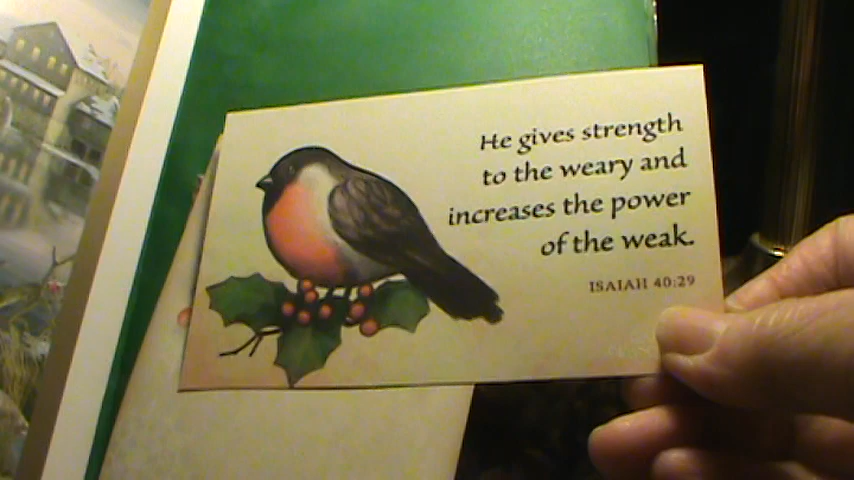 He gives strength
to the weary and
increases the power
of the weak.
ISAIAH 40:29